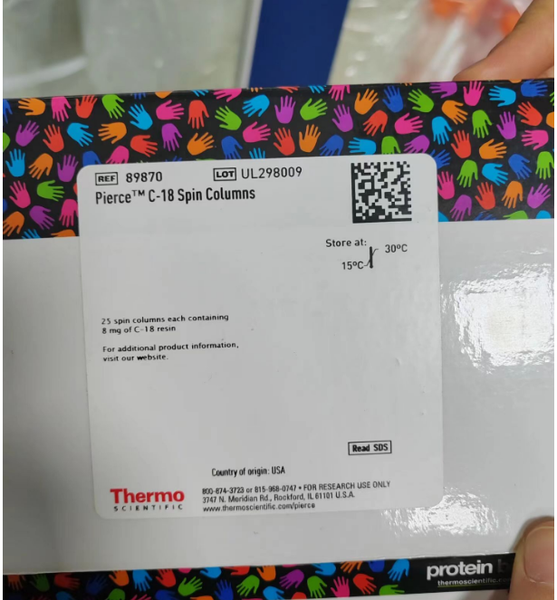 REF 89870 LOT UL298009
Pierce™ C-18 Spin Columns
Store at:
30°C
15°C
25 spin columns each containing
8 mg of C-18 resin
For additional product information,
visit our website.
Read SDS
Country of origin: USA
Thermo
SCIENTIFIC
800-874-3723 or 815-968-0747 • FOR RESEARCH USE ONLY
3747 N. Meridian Rd., Rockford, IL 61101 U.S.A.
www.thermoscientific.com/pierce
protein
thermoscientific.co